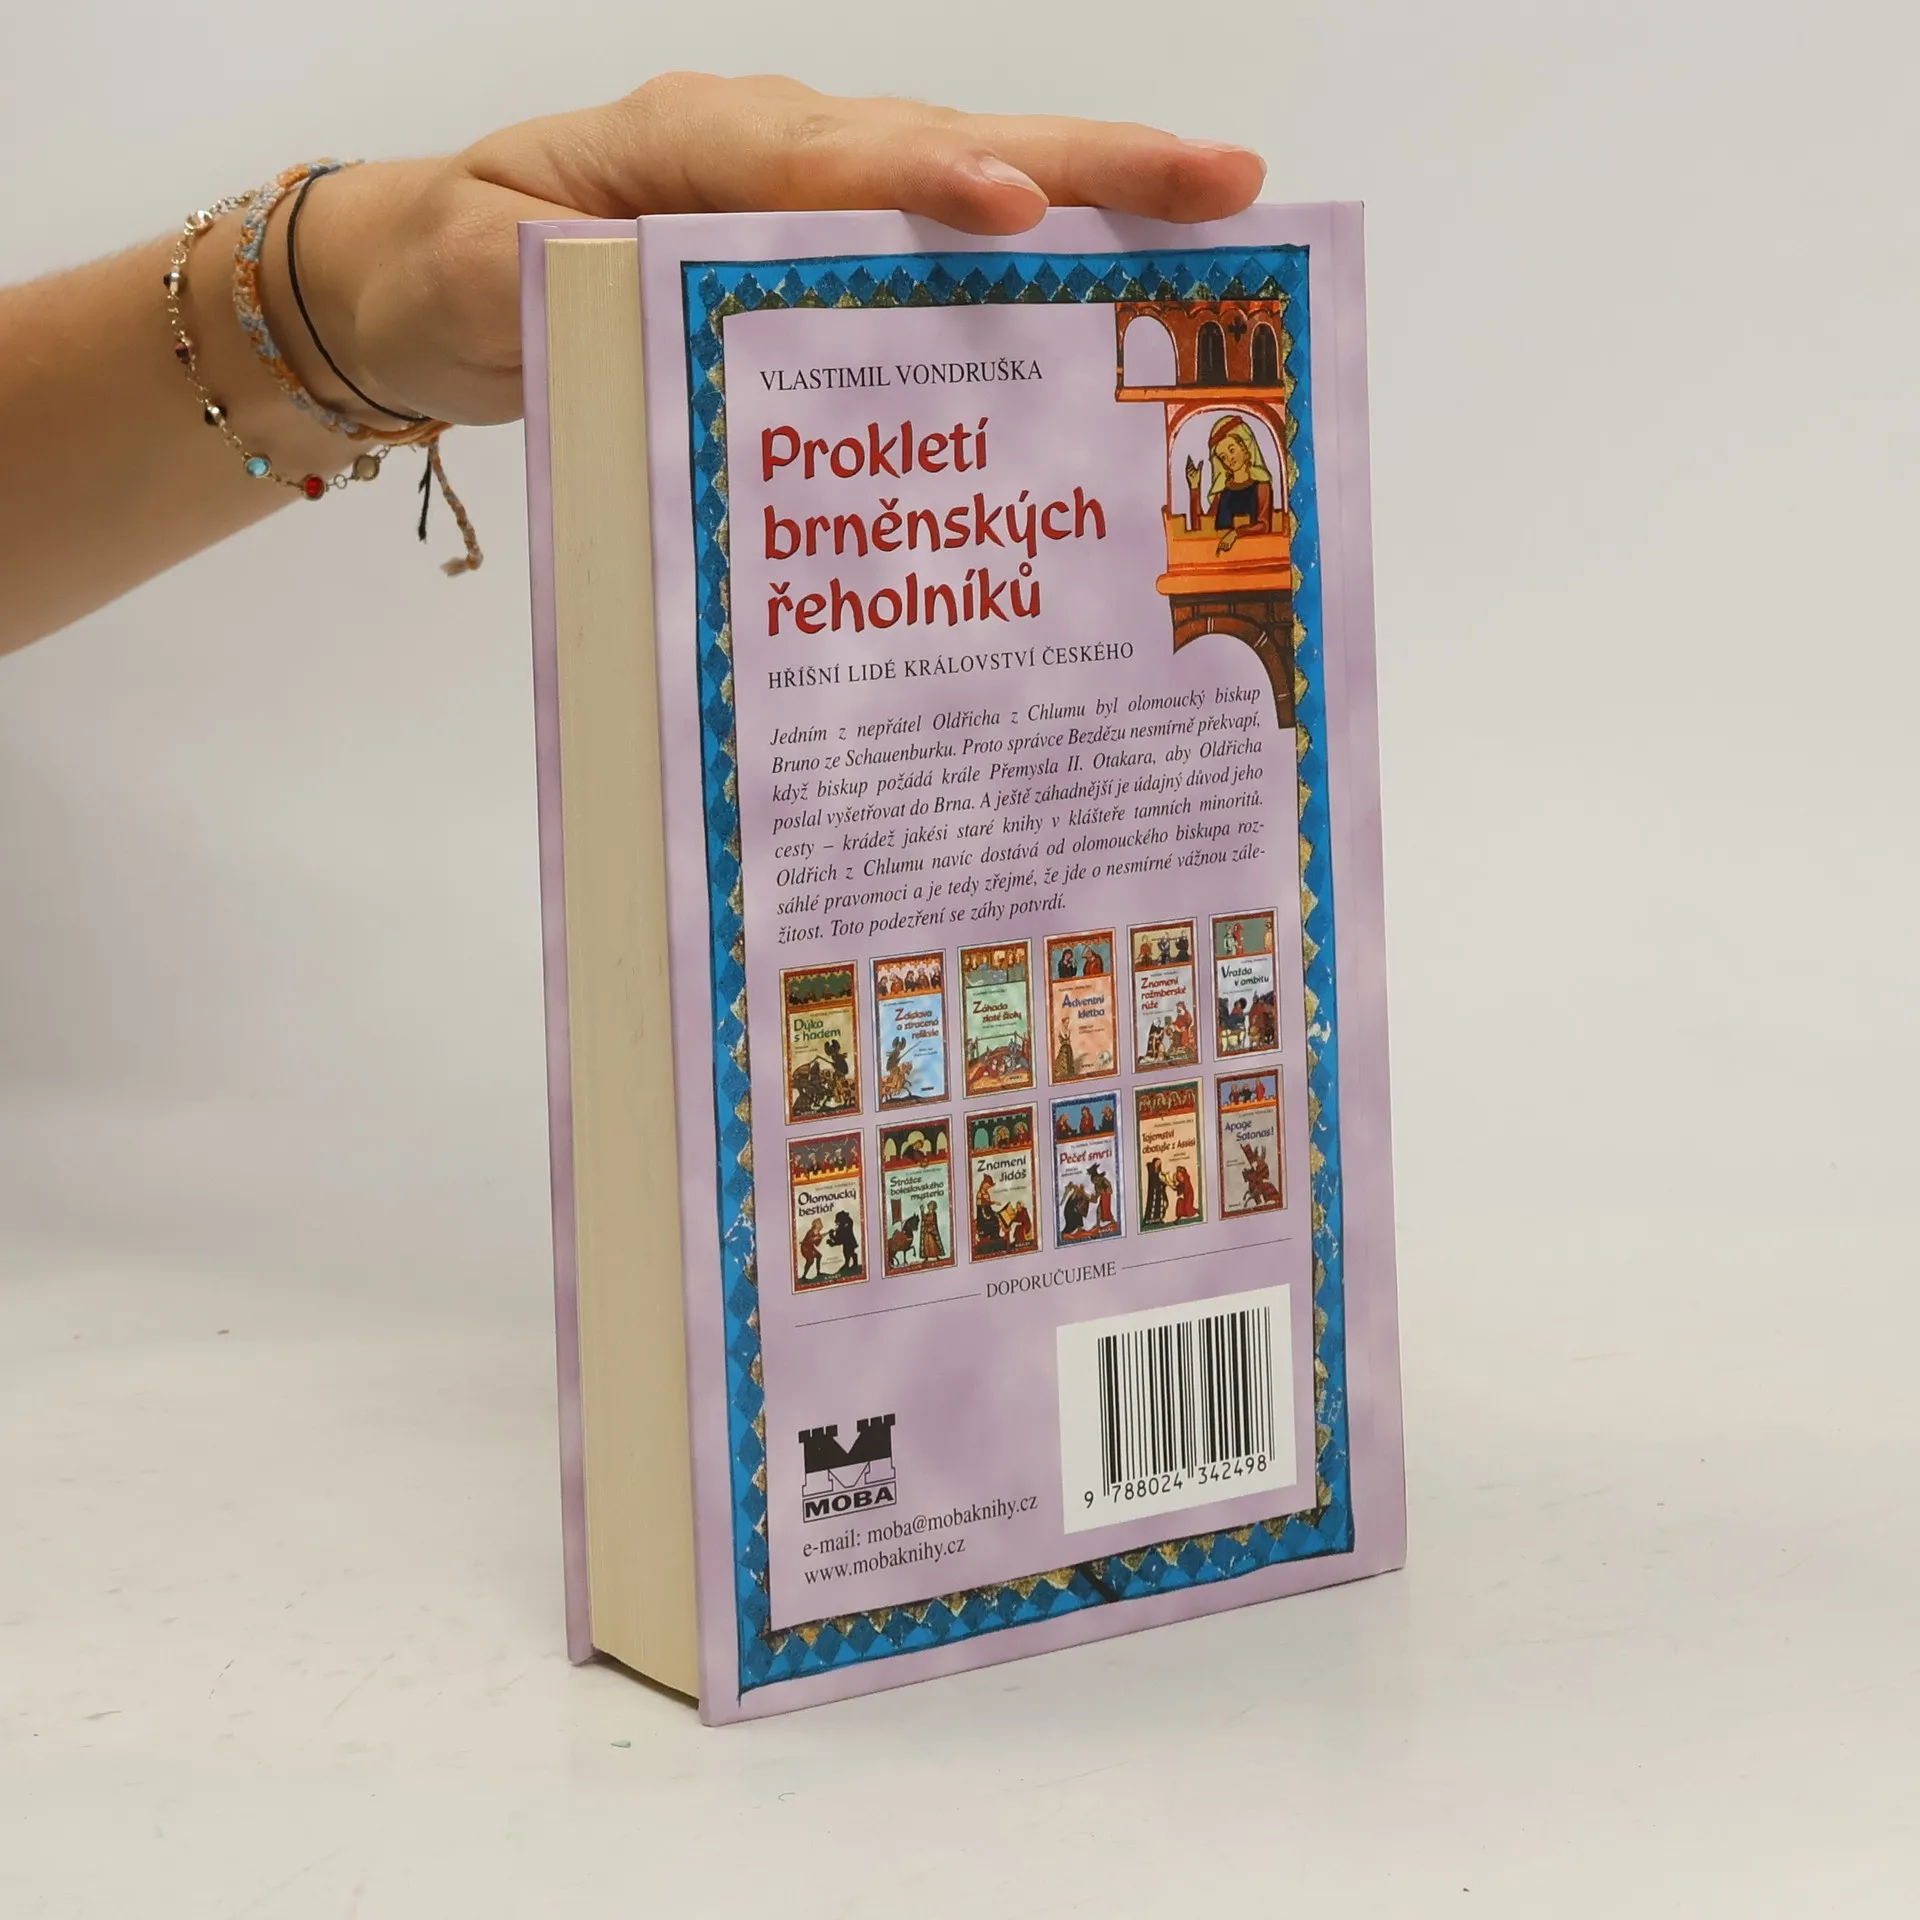 VLASTIMIL VONDRUŠKA
Prokletí
brněnských
řeholníků
HŘÍŠNÍ LIDÉ KRÁLOVSTVÍ ČESKÉHO
Jedním z nepřátel Oldřicha z Chlumu byl olomoucký biskup
Bruno ze Schauenburku. Proto správce Bezdězu nesmírně překvapí,
když biskup požádá krále Přemysla II. Otakara, aby Oldřicha
poslal vyšetřovat do Brna. A ještě záhadnější je údajný důvod jeho
cesty – krádež jakési staré knihy v klášteře tamních minoritů.
Oldřich z Chlumu navíc dostává od olomouckého biskupa roz-
sáhlé pravomoci a je tedy zřejmé, že jde o nesmírně vážnou zále-
žitost. Toto podezření se záhy potvrdí.
Dýka
s hadem
Zdislava
a ztracená
relikvie
Záhada
zlaté štoly
Adventní
kletba
Znamení
rožmberské
růže
Vražda
v ambitu
Olomoucký
bestiář
Strážce
boleslavského
mysteria
Znamení
Jidáš
Pečeť smrti
Tajemství
abatyše z Assisi
Apage
Satanas!
DOPORUČUJEME
MOBA
e-mail: moba@mobaknihy.cz
www.mobaknihy.cz
9 788024 342498